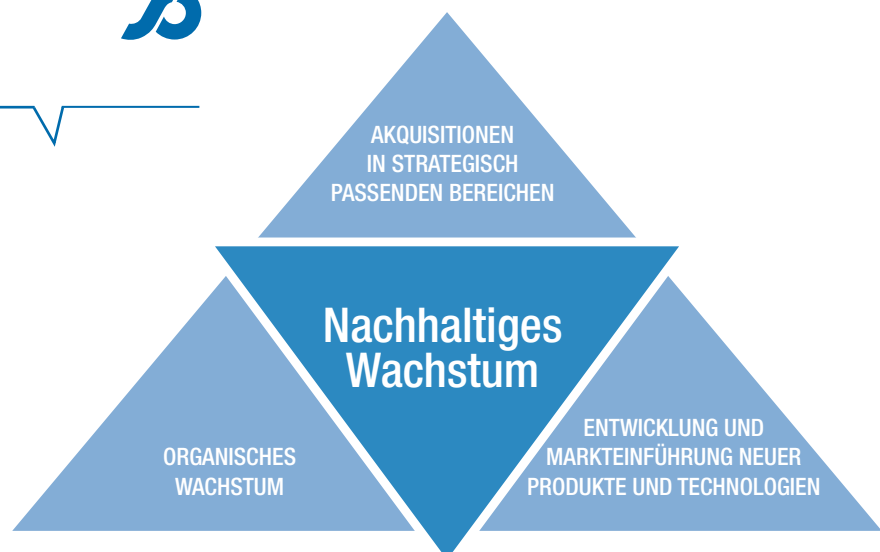 AKQUISITIONEN
IN STRATEGISCH
PASSENDEN BEREICHEN
Nachhaltiges
Wachstum
ORGANISCHES
WACHSTUM
ENTWICKLUNG UND
MARKTEINFÜHRUNG NEUER
PRODUKTE UND TECHNOLOGIEN